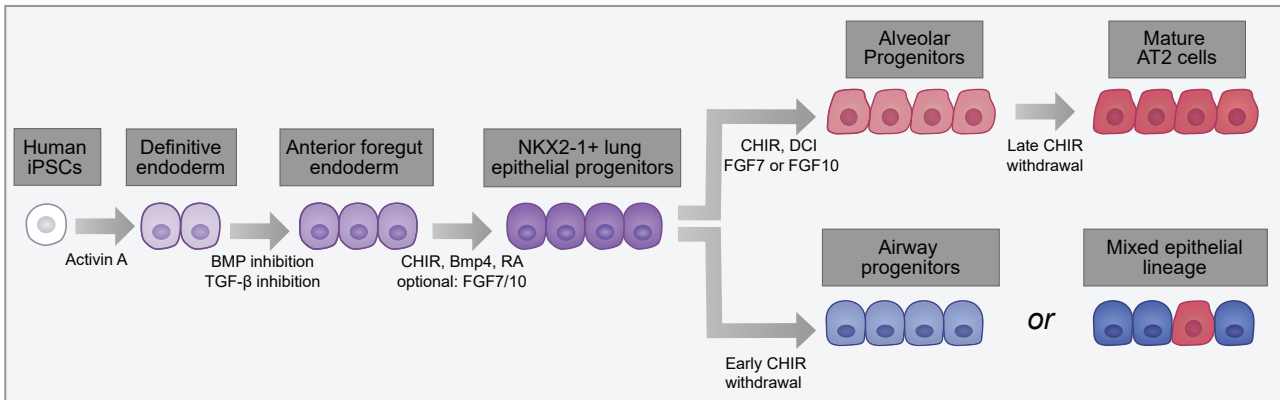 Human
iPSCs
Activin A
Definitive
endoderm
BMP inhibition
TGF-β inhibition
Anterior foregut
endoderm
CHIR, Bmp4, RA
optional: FGF7/10
NKX2-1+ lung
epithelial progenitors
CHIR, DCI
FGF7 or FGF10
Alveolar
Progenitors
Late CHIR
withdrawal
Mature
AT2 cells
Early CHIR
withdrawal
Airway
progenitors
or
Mixed epithelial
lineage